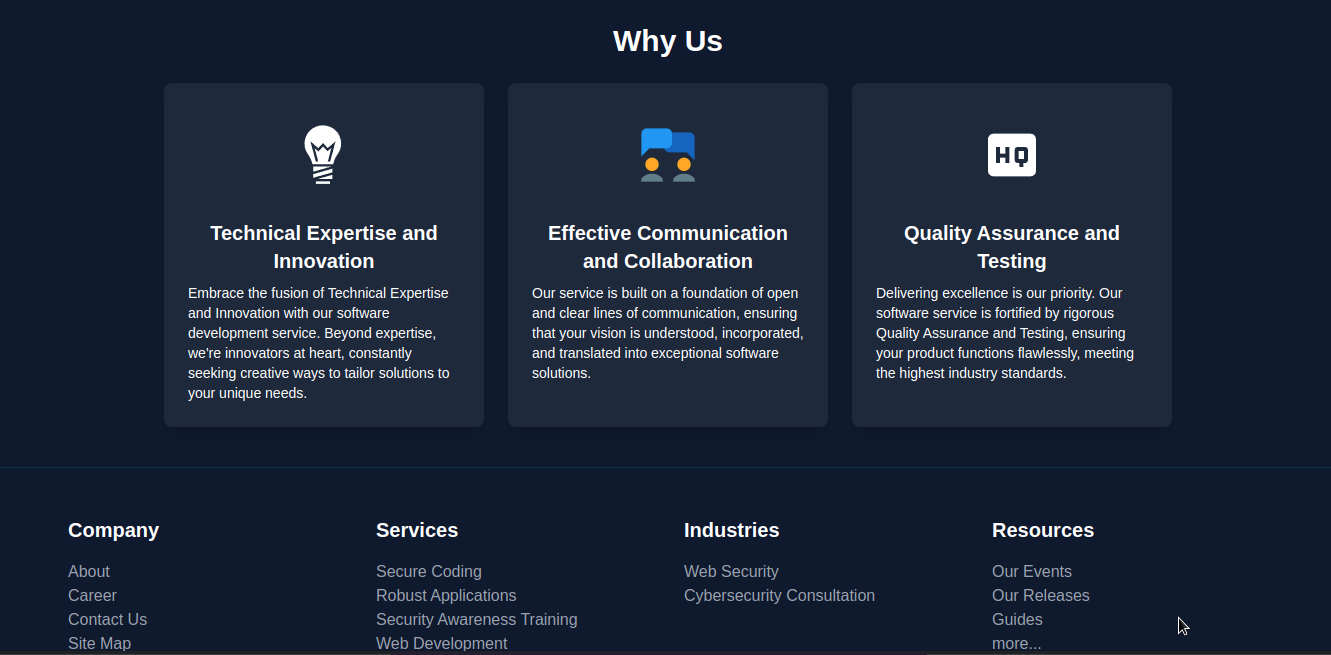 Why Us
HQ
Technical Expertise and
Innovation
Embrace the fusion of Technical Expertise
and Innovation with our software
development service. Beyond expertise,
we're innovators at heart, constantly
seeking creative ways to tailor solutions to
your unique needs.
Effective Communication
and Collaboration
Our service is built on a foundation of open
and clear lines of communication, ensuring
that your vision is understood, incorporated,
and translated into exceptional software
solutions.
Quality Assurance and
Testing
Delivering excellence is our priority. Our
software service is fortified by rigorous
Quality Assurance and Testing, ensuring
your product functions flawlessly, meeting
the highest industry standards.
Company
About
Career
Contact Us
Site Map
Services
Secure Coding
Robust Applications
Security Awareness Training
Web Development
Industries
Web Security
Cybersecurity Consultation
Resources
Our Events
Our Releases
Guides
more...